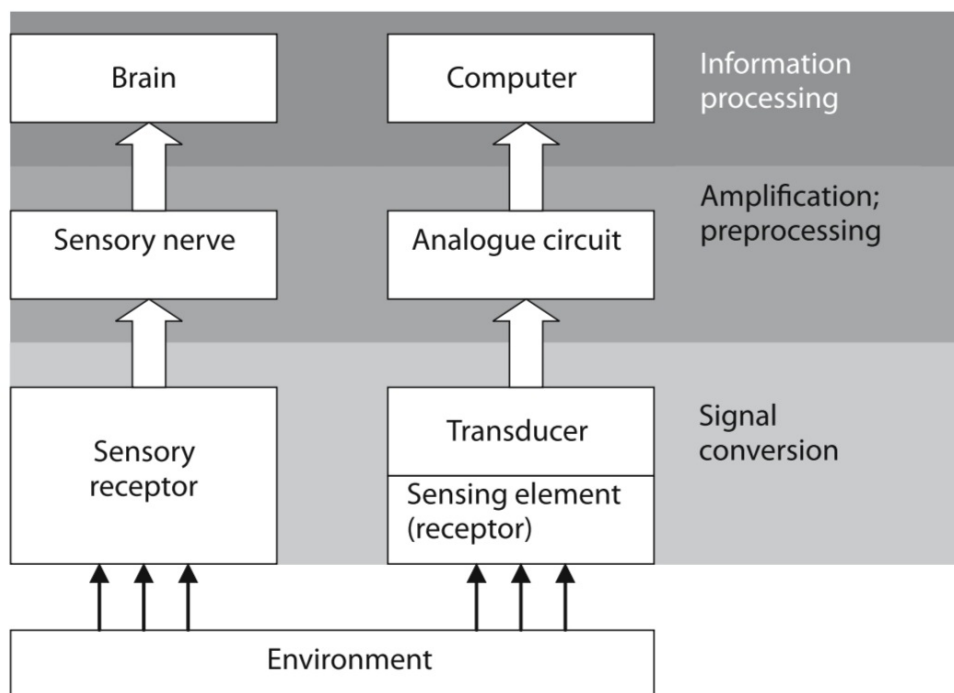 Brain
Computer
Information
processing
Sensory nerve
Analogue circuit
Amplification;
preprocessing
Sensory
receptor
Transducer
Sensing element
(receptor)
Signal
conversion
Environment